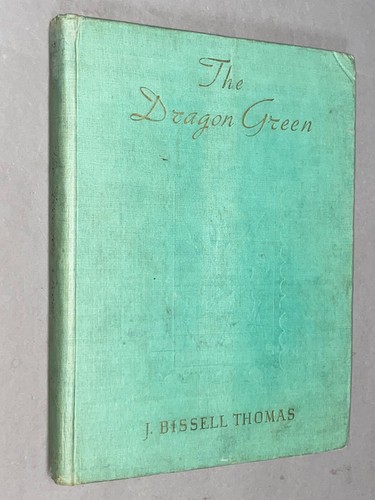 The
Dragon Green
J. BISSELL THOMAS